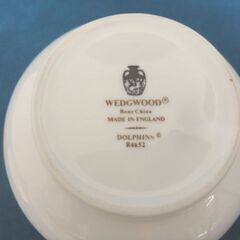 WEDGWOOD®
Bone China
MADE IN ENGLAND
DOLPHINS ©
R4652